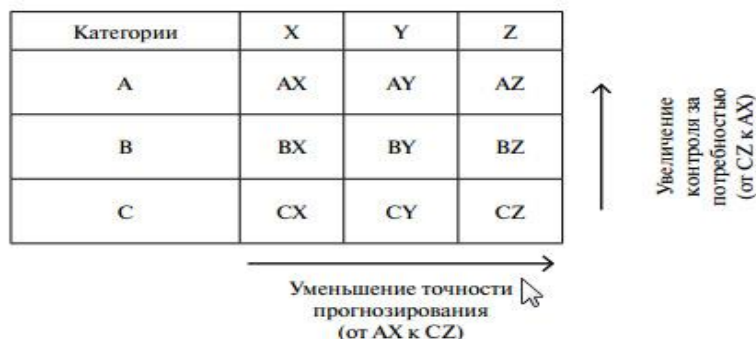 Категории X Y Z
A AX AY AZ
B BX BY BZ
C CX CY CZ
Увеличение
контроля за
потребностью
(от CZ к AX)
Уменьшение точности
прогнозирования
(от AX к CZ)